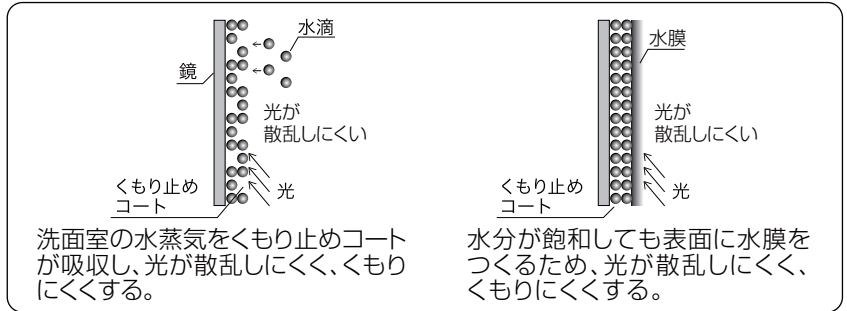 水滴
鏡
光が
散乱しにくい
くもり止め
コート
光
洗面室の水蒸気をくもり止めコート
が吸収し、光が散乱しにくく、くもり
にくくする。
水膜
光が
散乱しにくい
くもり止め
コート
光
水分が飽和しても表面に水膜を
つくるため、光が散乱しにくく、
くもりにくくする。